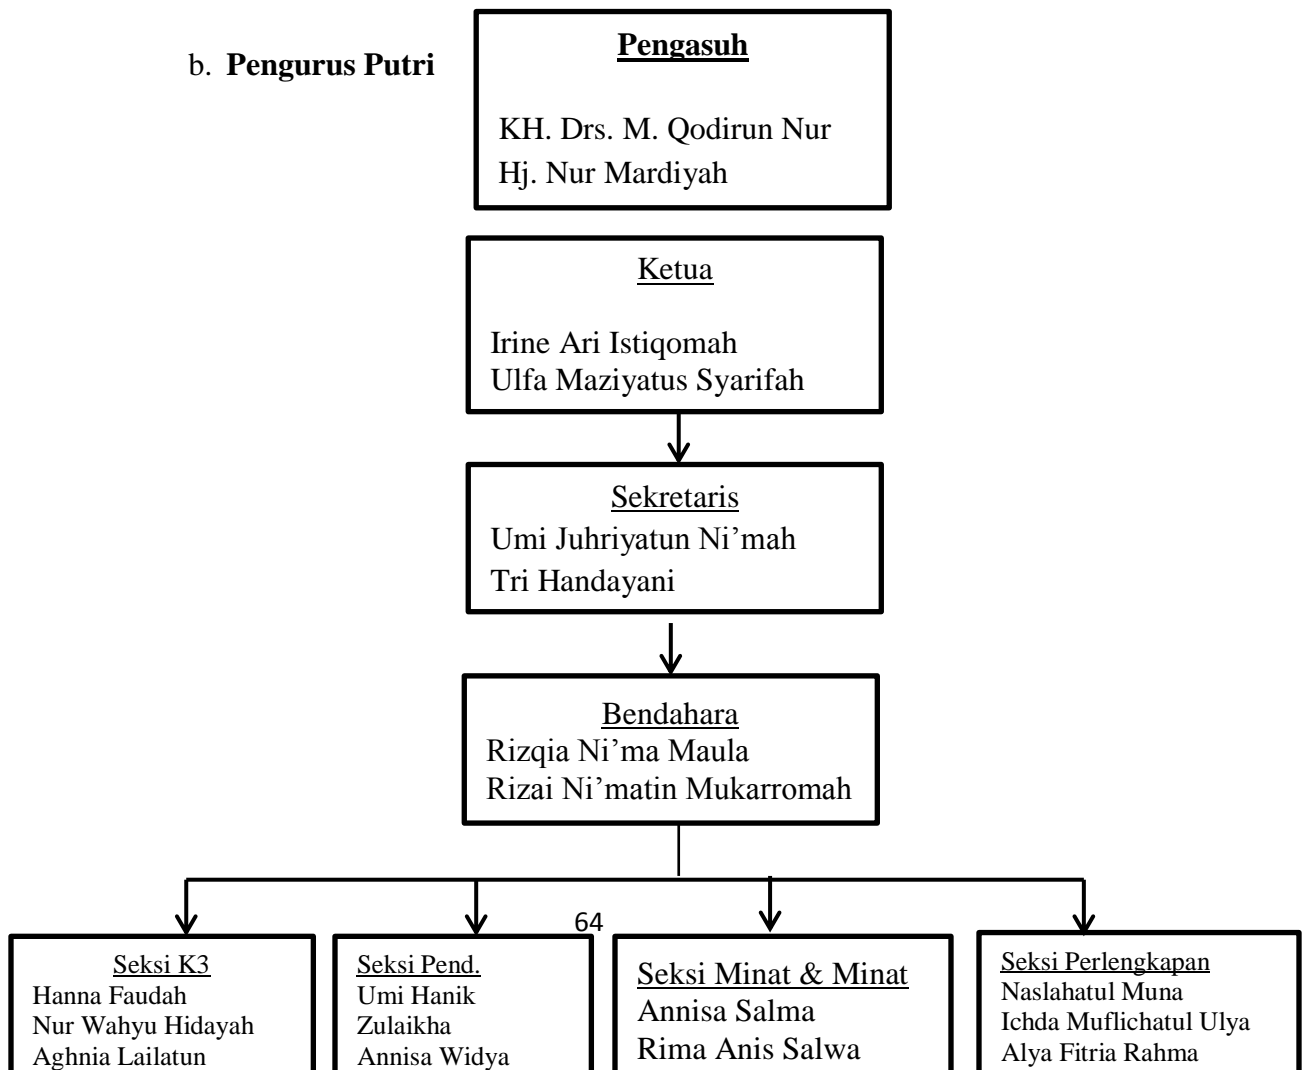 b. Pengurus Putri
Pengasuh
KH. Drs. M. Qodirun Nur
Hj. Nur Mardiyah
Ketua
Irine Ari Istiqomah
Ulfa Maziyatus Syarifah
Sekretaris
Umi Juhriyatun Ni’mah
Tri Handayani
Bendahara
Rizqia Ni’ma Maula
Rizai Ni’matin Mukarromah
64
Seksi K3
Hanna Faudah
Nur Wahyu Hidayah
Aghnia Lailatun
Seksi Pend.
Umi Hanik
Zulaikha
Annisa Widya
Seksi Minat & Minat
Annisa Salma
Rima Anis Salwa
Seksi Perlengkapan
Naslahatul Muna
Ichda Muflichatul Ulya
Alya Fitria Rahma